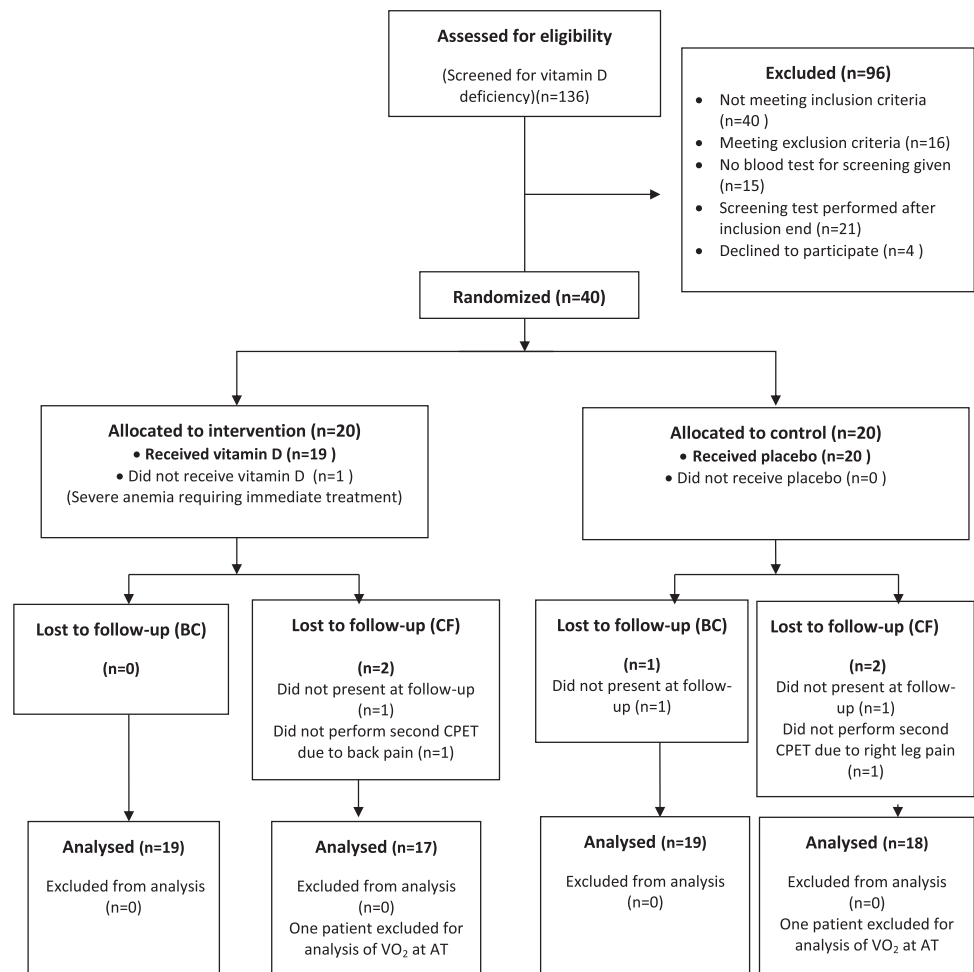 Assessed for eligibility
(Screened for vitamin D
deficiency)(n=136)
Excluded (n=96)
• Not meeting inclusion criteria
(n=40 )
• Meeting exclusion criteria (n=16)
• No blood test for screening given
(n=15)
• Screening test performed after
inclusion end (n=21)
• Declined to participate (n=4 )
Randomized (n=40)
Allocated to intervention (n=20)
• Received vitamin D (n=19 )
• Did not receive vitamin D (n=1 )
(Severe anemia requiring immediate treatment)
Allocated to control (n=20)
• Received placebo (n=20 )
• Did not receive placebo (n=0 )
Lost to follow-up (BC)
(n=0)
Lost to follow-up (CF)
(n=2)
Did not present at follow-up
(n=1)
Did not perform second CPET
due to back pain (n=1)
Lost to follow-up (BC)
(n=1)
Did not present at follow-
up (n=1)
Lost to follow-up (CF)
(n=2)
Did not present at follow-
up (n=1)
Did not perform second
CPET due to right leg pain
(n=1)
Analysed (n=19)
Excluded from analysis
(n=0)
Analysed (n=17)
Excluded from analysis
(n=0)
One patient excluded for
analysis of VO₂ at AT
Analysed (n=19)
Excluded from analysis
(n=0)
Analysed (n=18)
Excluded from analysis
(n=0)
One patient excluded for
analysis of VO₂ at AT